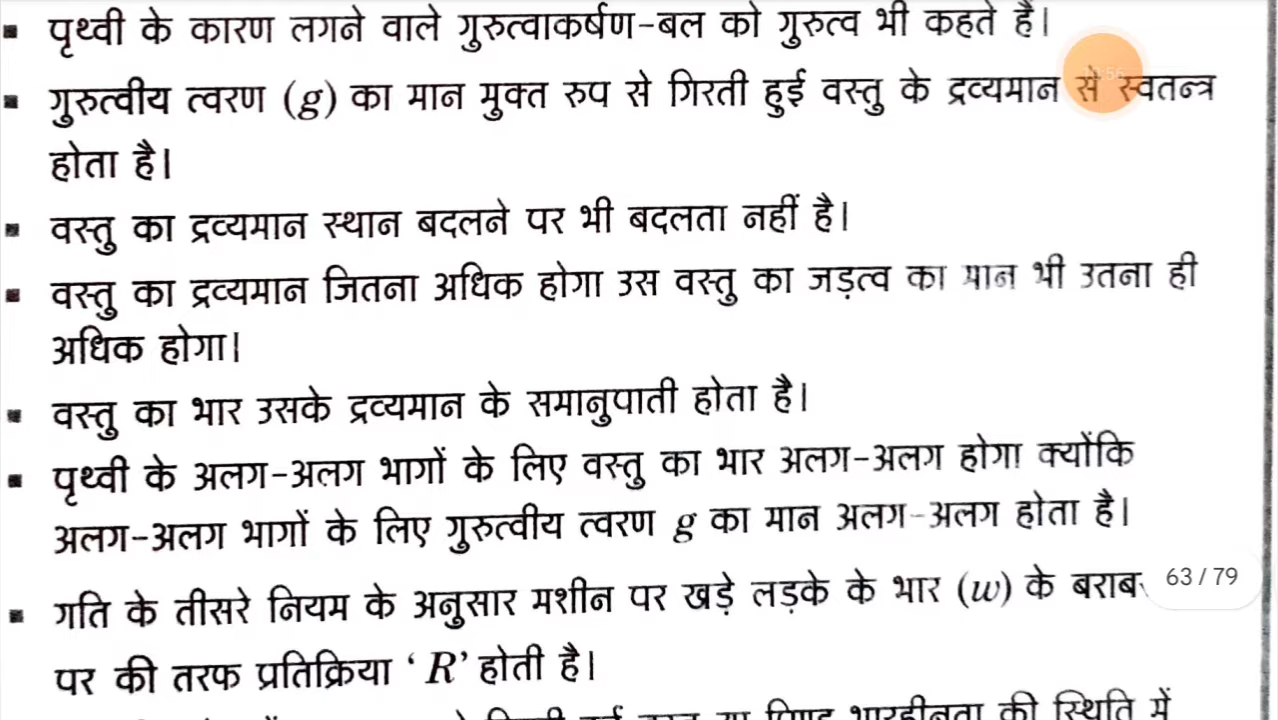 ▪ पृथ्वी के कारण लगने वाले गुरुत्वाकर्षण-बल को गुरुत्व भी कहते हैं।
▪ गुरुत्वीय त्वरण (g) का मान मुक्त रुप से गिरती हुई वस्तु के द्रव्यमान से स्वतन्त्र
होता है।
▪ वस्तु का द्रव्यमान स्थान बदलने पर भी बदलता नहीं है।
▪ वस्तु का द्रव्यमान जितना अधिक होगा उस वस्तु का जड़त्व का मान भी उतना ही
अधिक होगा।
▪ वस्तु का भार उसके द्रव्यमान के समानुपाती होता है।
▪ पृथ्वी के अलग-अलग भागों के लिए वस्तु का भार अलग-अलग होगा क्योंकि
अलग-अलग भागों के लिए गुरुत्वीय त्वरण g का मान अलग-अलग होता है।
63 / 79
▪ गति के तीसरे नियम के अनुसार मशीन पर खड़े लड़के के भार (w) के
पर की तरफ प्रतिक्रिया ‘R’ होती है।
भारहीनता की स्थिति में